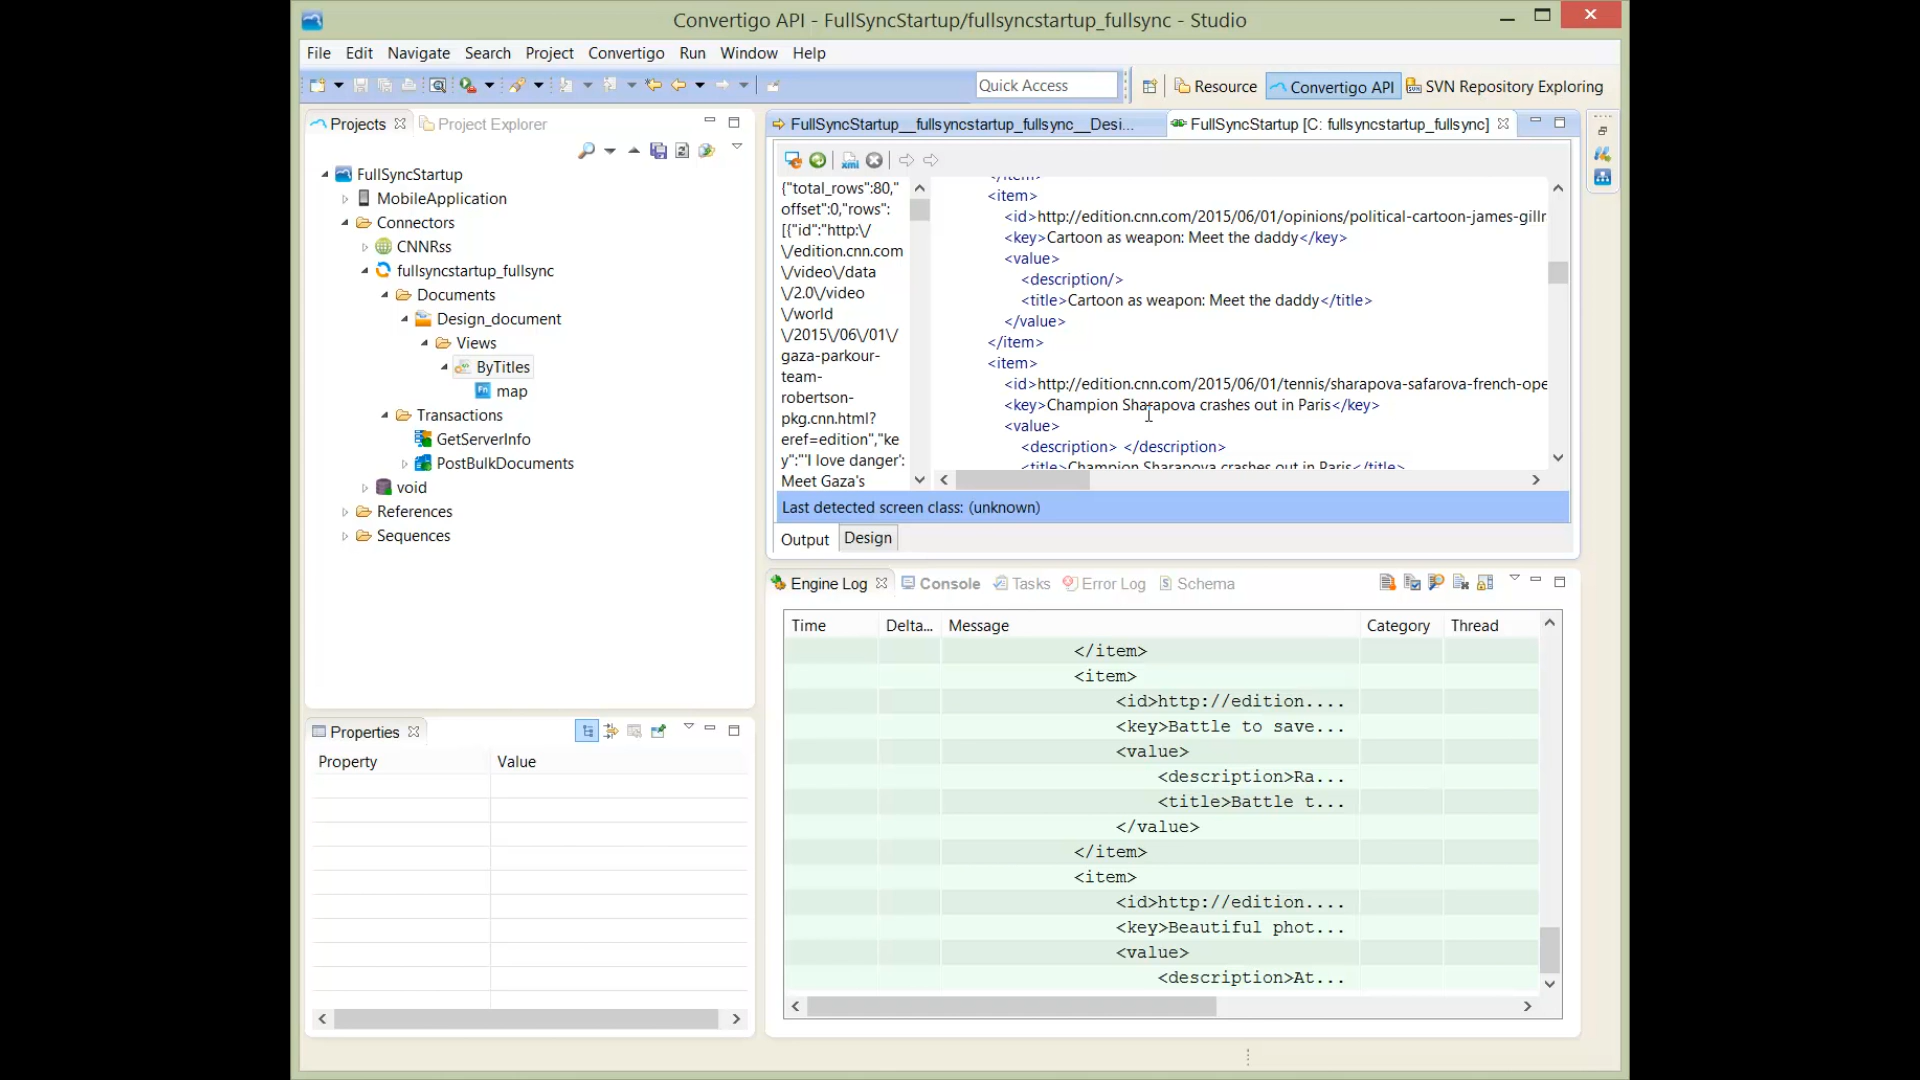 Convertigo API - FullSyncStartup/fullsyncstartup_fullsync - Studio
File Edit Navigate Search Project Convertigo Run Window Help
Quick Access
Resource
Convertigo API
SVN Repository Exploring
Projects
Project Explorer
FullSyncStartup
MobileApplication
Connectors
CNNRss
fullsyncstartup_fullsync
Documents
Design_document
Views
ByTitles
map
Transactions
GetServerInfo
PostBulkDocuments
void
References
Sequences
Properties
Property Value
FullSyncStartup__fullsyncstartup_fullsync__Desi...
FullSyncStartup [C: fullsyncstartup_fullsync]
{"total_rows":80,"
offset":0,"rows":
[{"id":"http:\/
\/edition.cnn.com
\/video\/data
\/2.0\/video
\/world
\/2015\/06\/01\/
gaza-parkour-
team-
robertson-
pkg.cnn.html?
eref=edition","ke
y":"'I love danger':
Meet Gaza's
</item>
<item>
<id>http://edition.cnn.com/2015/06/01/opinions/political-cartoon-james-gillr
<key>Cartoon as weapon: Meet the daddy</key>
<value>
<description/>
<title>Cartoon as weapon: Meet the daddy</title>
</value>
</item>
<item>
<id>http://edition.cnn.com/2015/06/01/tennis/sharapova-safarova-french-ope
<key>Champion Sharapova crashes out in Paris</key>
<value>
<description> </description>
<title>Champion Sharapova crashes out in Paris</title>
Last detected screen class: (unknown)
Output Design
Engine Log
Console
Tasks
Error Log
Schema
Time Delta... Message Category Thread
</item>
<item>
<id>http://edition....
<key>Battle to save...
<value>
<description>Ra...
<title>Battle t...
</value>
</item>
<item>
<id>http://edition....
<key>Beautiful phot...
<value>
<description>At...